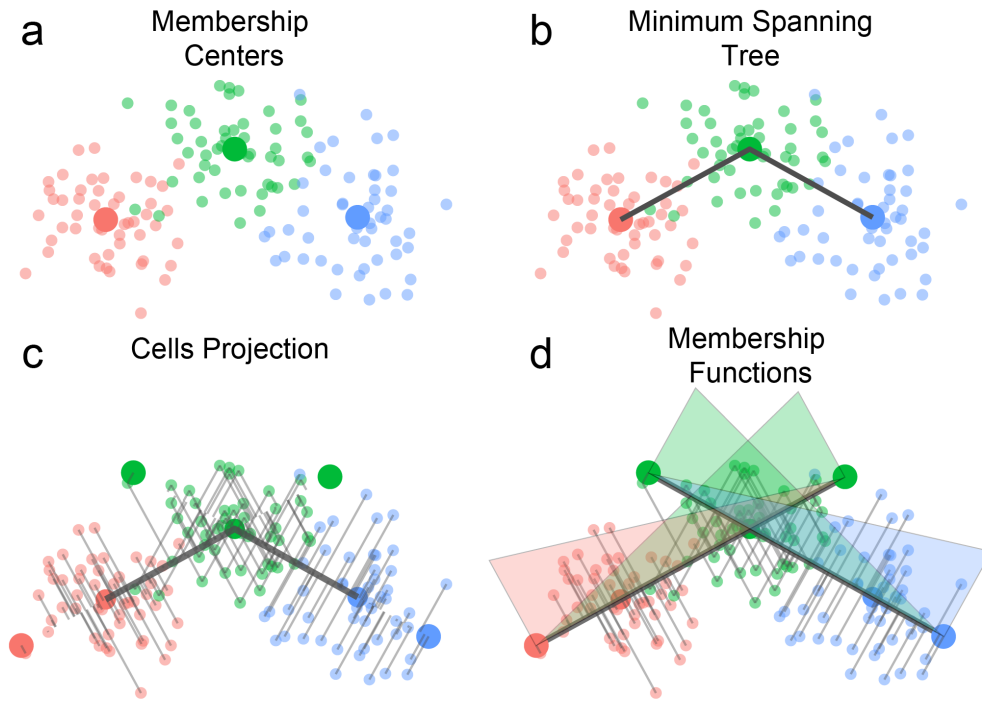 a
Membership
Centers
b
Minimum Spanning
Tree
c
Cells Projection
d
Membership
Functions